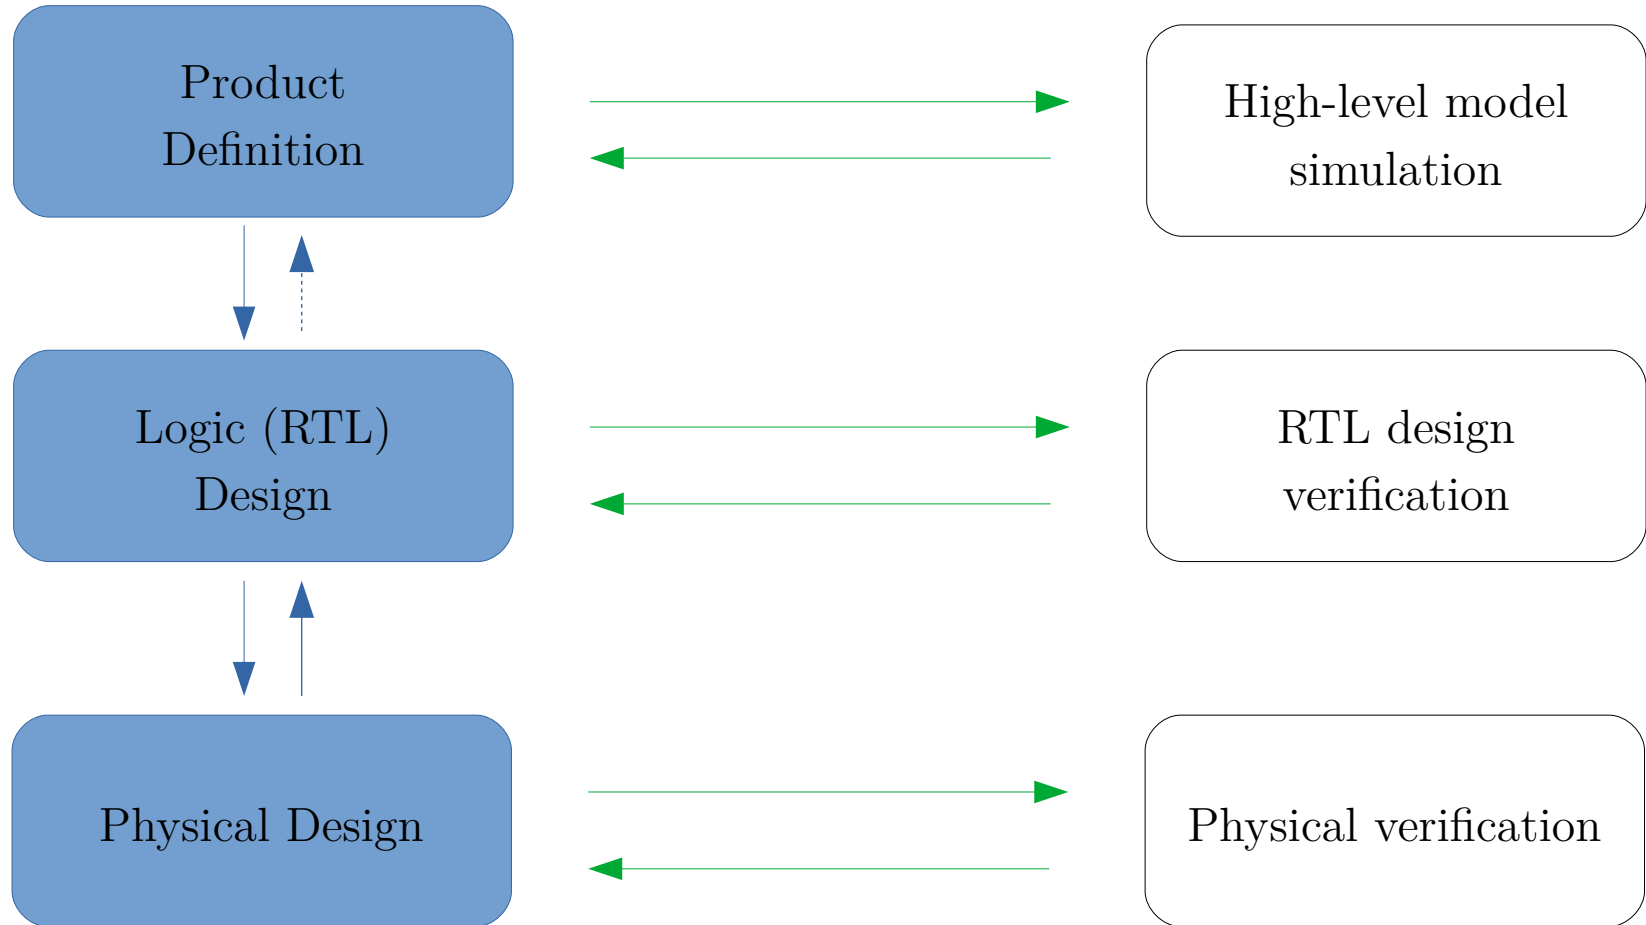 Product
Definition
High-level model
simulation
Logic (RTL)
Design
RTL design
verification
Physical Design
Physical verification